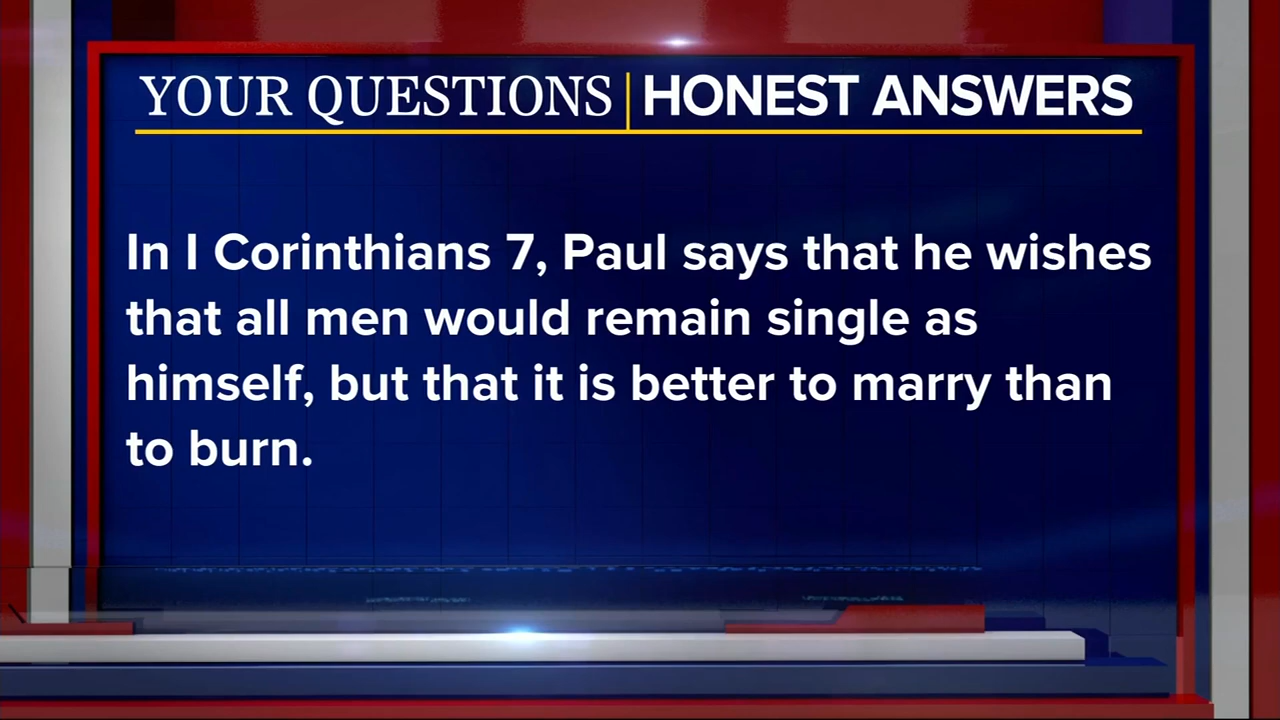 YOUR QUESTIONS | HONEST ANSWERS
In I Corinthians 7, Paul says that he wishes
that all men would remain single as
himself, but that it is better to marry than
to burn.